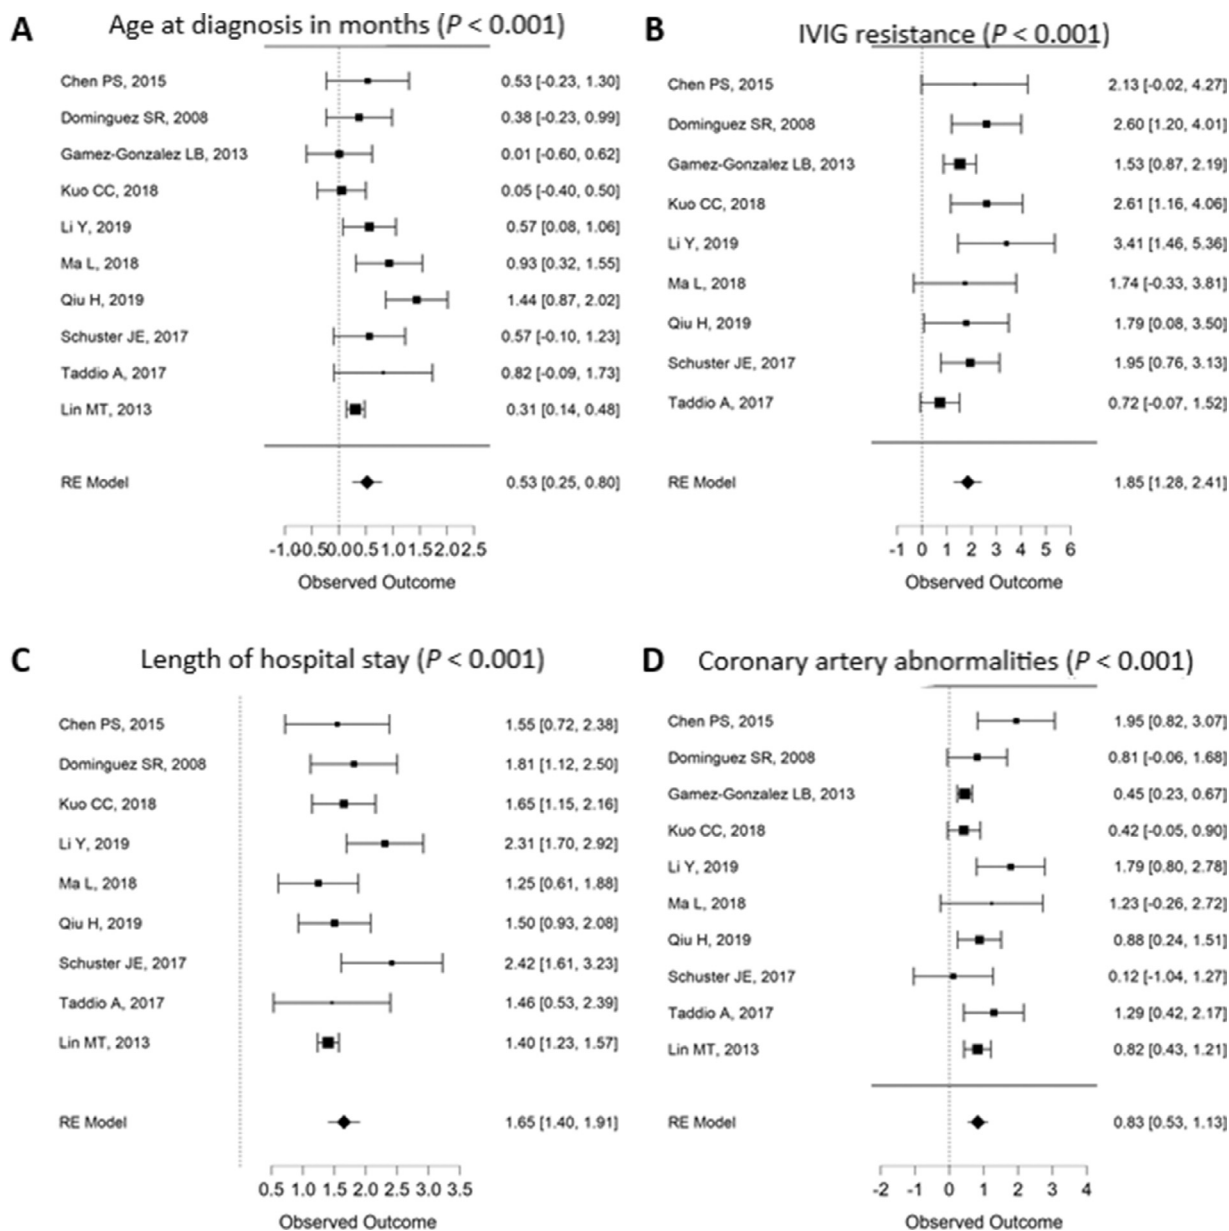 A Age at diagnosis in months (P < 0.001)
Chen PS, 2015 0.53 [-0.23, 1.30]
Dominguez SR, 2008 0.38 [-0.23, 0.99]
Gamez-Gonzalez LB, 2013 0.01 [-0.60, 0.62]
Kuo CC, 2018 0.05 [-0.40, 0.50]
Li Y, 2019 0.57 [0.08, 1.06]
Ma L, 2018 0.93 [0.32, 1.55]
Qiu H, 2019 1.44 [0.87, 2.02]
Schuster JE, 2017 0.57 [-0.10, 1.23]
Taddio A, 2017 0.82 [-0.09, 1.73]
Lin MT, 2013 0.31 [0.14, 0.48]
RE Model 0.53 [0.25, 0.80]
-1.0 -0.5 0.0 0.5 1.0 1.5 2.0 2.5
Observed Outcome
B IVIG resistance (P < 0.001)
Chen PS, 2015 2.13 [-0.02, 4.27]
Dominguez SR, 2008 2.60 [1.20, 4.01]
Gamez-Gonzalez LB, 2013 1.53 [0.87, 2.19]
Kuo CC, 2018 2.61 [1.16, 4.06]
Li Y, 2019 3.41 [1.46, 5.36]
Ma L, 2018 1.74 [-0.33, 3.81]
Qiu H, 2019 1.79 [0.08, 3.50]
Schuster JE, 2017 1.95 [0.76, 3.13]
Taddio A, 2017 0.72 [-0.07, 1.52]
RE Model 1.85 [1.28, 2.41]
-1 0 1 2 3 4 5 6
Observed Outcome
C Length of hospital stay (P < 0.001)
Chen PS, 2015 1.55 [0.72, 2.38]
Dominguez SR, 2008 1.81 [1.12, 2.50]
Kuo CC, 2018 1.65 [1.15, 2.16]
Li Y, 2019 2.31 [1.70, 2.92]
Ma L, 2018 1.25 [0.61, 1.88]
Qiu H, 2019 1.50 [0.93, 2.08]
Schuster JE, 2017 2.42 [1.61, 3.23]
Taddio A, 2017 1.46 [0.53, 2.39]
Lin MT, 2013 1.40 [1.23, 1.57]
RE Model 1.65 [1.40, 1.91]
0.5 1.0 1.5 2.0 2.5 3.0 3.5
Observed Outcome
D Coronary artery abnormalities (P < 0.001)
Chen PS, 2015 1.95 [0.82, 3.07]
Dominguez SR, 2008 0.81 [-0.06, 1.68]
Gamez-Gonzalez LB, 2013 0.45 [0.23, 0.67]
Kuo CC, 2018 0.42 [-0.05, 0.90]
Li Y, 2019 1.79 [0.80, 2.78]
Ma L, 2018 1.23 [-0.26, 2.72]
Qiu H, 2019 0.88 [0.24, 1.51]
Schuster JE, 2017 0.12 [-1.04, 1.27]
Taddio A, 2017 1.29 [0.42, 2.17]
Lin MT, 2013 0.82 [0.43, 1.21]
RE Model 0.83 [0.53, 1.13]
-2 -1 0 1 2 3 4
Observed Outcome